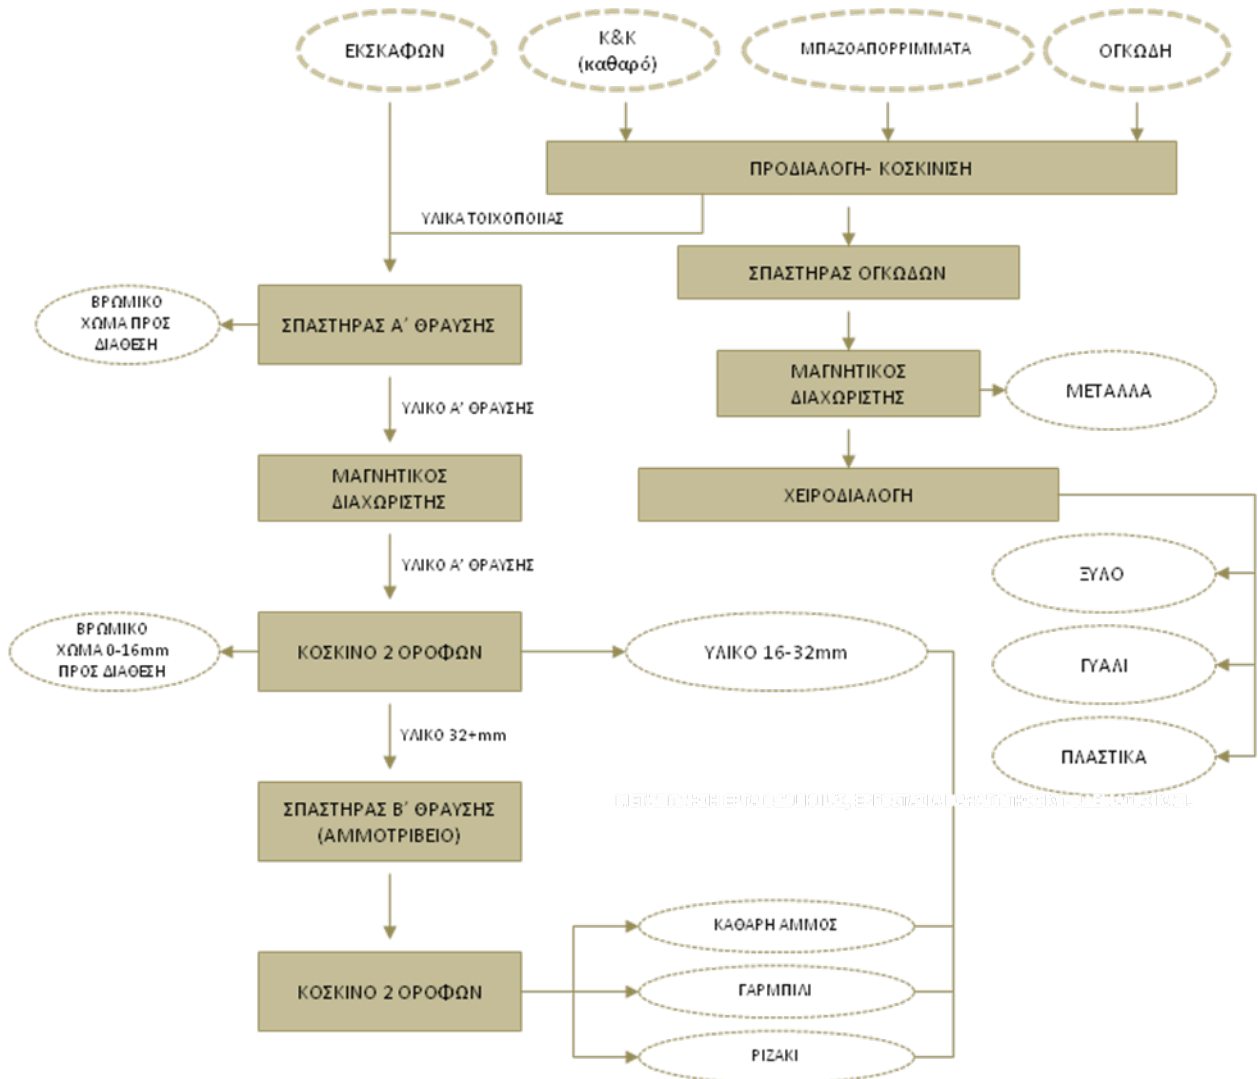 ΕΚΣΚΑΦΩΝ
Κ&Κ
(καθαρό)
ΜΠΑΖΟΑΠΟΡΡΙΜΜΑΤΑ
ΟΓΚΩΔΗ
ΠΡΟΔΙΑΛΟΓΗ- ΚΟΣΚΙΝΙΣΗ
ΥΛΙΚΑ ΤΟΙΧΟΠΟΙΙΑΣ
ΣΠΑΣΤΗΡΑΣ ΟΓΚΩΔΩΝ
ΒΡΩΜΙΚΟ
ΧΩΜΑ ΠΡΟΣ
ΔΙΑΘΕΣΗ
ΣΠΑΣΤΗΡΑΣ Α' ΘΡΑΥΣΗΣ
ΜΑΓΝΗΤΙΚΟΣ
ΔΙΑΧΩΡΙΣΤΗΣ
ΜΕΤΑΛΛΑ
ΥΛΙΚΟ Α' ΘΡΑΥΣΗΣ
ΜΑΓΝΗΤΙΚΟΣ
ΔΙΑΧΩΡΙΣΤΗΣ
ΧΕΙΡΟΔΙΑΛΟΓΗ
ΥΛΙΚΟ Α' ΘΡΑΥΣΗΣ
ΞΥΛΟ
ΒΡΩΜΙΚΟ
ΧΩΜΑ 0-16mm
ΠΡΟΣ ΔΙΑΘΕΣΗ
ΚΟΣΚΙΝΟ 2 ΟΡΟΦΩΝ
ΥΛΙΚΟ 16-32mm
ΓΥΑΛΙ
ΥΛΙΚΟ 32+mm
ΠΛΑΣΤΙΚΑ
ΣΠΑΣΤΗΡΑΣ Β' ΘΡΑΥΣΗΣ
(ΑΜΜΟΤΡΙΒΕΙΟ)
ΚΑΘΑΡΗ ΑΜΜΟΣ
ΚΟΣΚΙΝΟ 2 ΟΡΟΦΩΝ
ΓΑΡΜΠΙΛΙ
ΡΙΖΑΚΙ